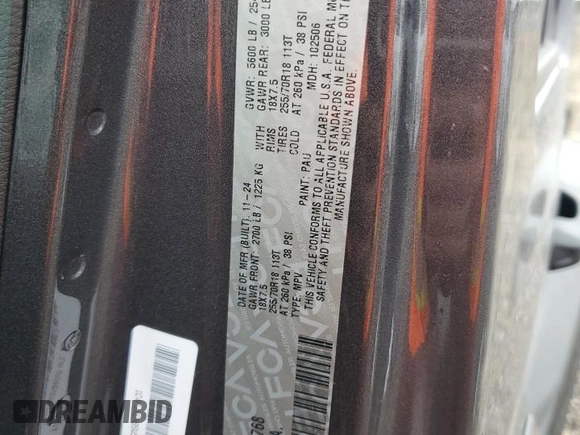 DATE OF MFR (BUILT): 11-24 GVWR: 5600 LB /
GAWR FRONT: 2700 LB / 1225 KG WITH GAWR REAR: 3000 LB
18X7.5 RIMS 18X7.5
255/70R18 113T TIRES 255/70R18 113T
AT 260 kPa / 38 PSI COLD AT 260 kPa / 38 PSI
TYPE: MPV PAINT: PAU MDH: 102506
THIS VEHICLE CONFORMS TO ALL APPLICABLE U.S.A. FEDERAL
SAFETY AND THEFT PREVENTION STANDARDS IN EFFECT ON
MANUFACTURE SHOWN ABOVE.
768
DREAMBID